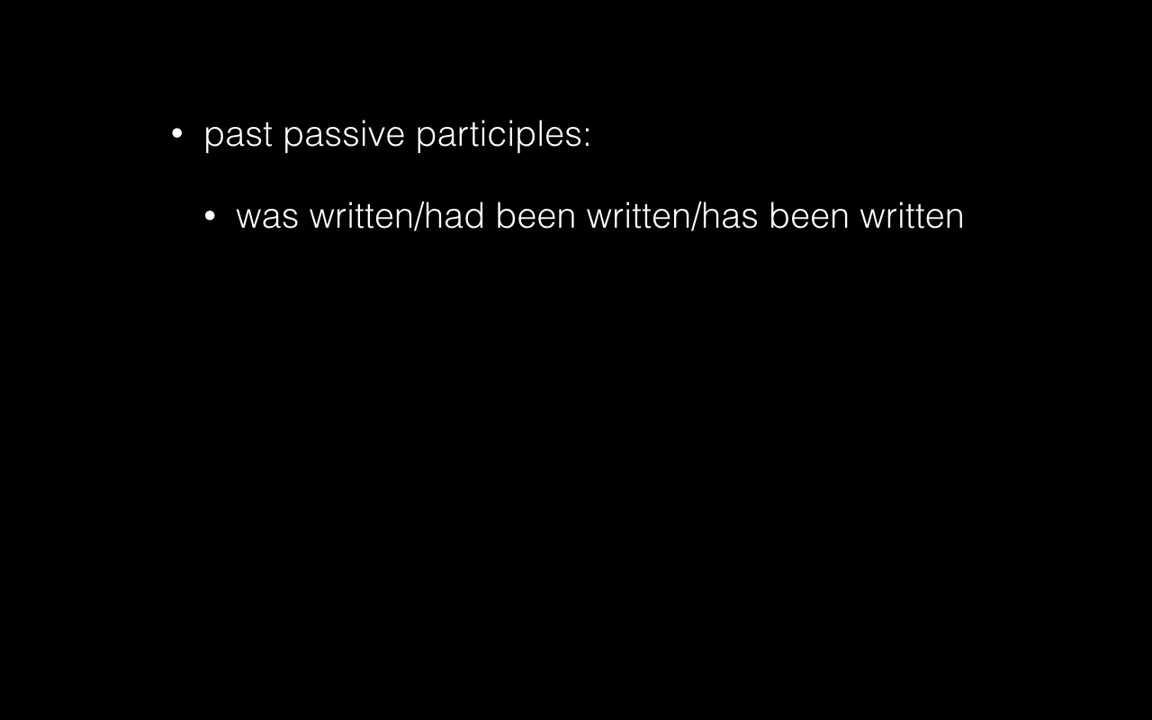 • past passive participles:
• was written/had been written/has been written